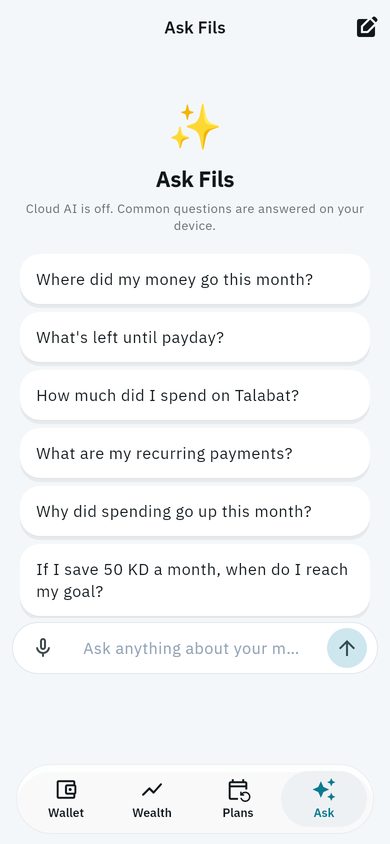 Ask Fils
Ask Fils
Cloud AI is off. Common questions are answered on your
device.
Where did my money go this month?
What's left until payday?
How much did I spend on Talabat?
What are my recurring payments?
Why did spending go up this month?
If I save 50 KD a month, when do I reach
my goal?
Ask anything about your m...
Wallet
Wealth
Plans
Ask